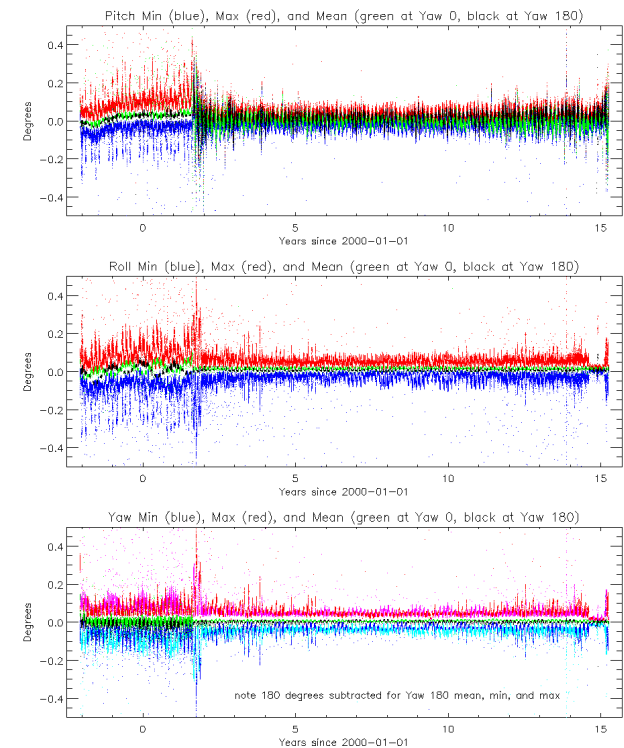 Pitch Min (blue), Max (red), and Mean (green at Yaw 0, black at Yaw 180)
0.4
0.2
0.0
−0.2
−0.4
Degrees
0 5 10 15
Years since 2000-01-01
Roll Min (blue), Max (red), and Mean (green at Yaw 0, black at Yaw 180)
0.4
0.2
0.0
−0.2
−0.4
Degrees
0 5 10 15
Years since 2000-01-01
Yaw Min (blue), Max (red), and Mean (green at Yaw 0, black at Yaw 180)
0.4
0.2
0.0
−0.2
−0.4
Degrees
note 180 degrees subtracted for Yaw 180 mean, min, and max
0 5 10 15
Years since 2000-01-01